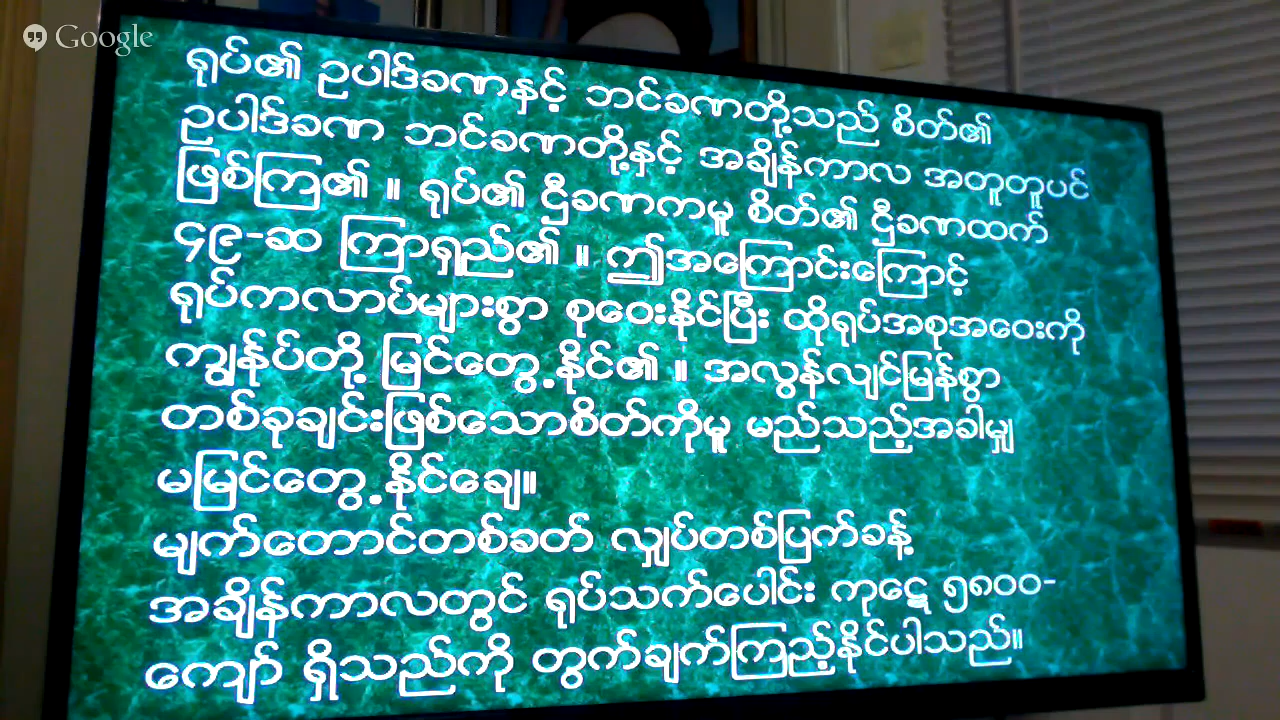 Google
ရုပ်၏ ဥပါဒ်ခဏနှင့် ဘင်ခဏတို့သည် စိတ်၏
ဥပါဒ်ခဏ ဘင်ခဏတို့နှင့် အချိန်ကာလ အတူတူပင်
ဖြစ်ကြ၏ ။ ရုပ်၏ ဌီခဏကမူ စိတ်၏ ဌီခဏထက်
၄၉-ဆ ကြာရှည်၏ ။ ဤအကြောင်းကြောင့်
ရုပ်ကလာပ်များစွာ စုဝေးနိုင်ပြီး ထိုရုပ်အစုအဝေးကို
ကျွန်ုပ်တို့ မြင်တွေ့နိုင်၏ ။ အလွန်လျင်မြန်စွာ
တစ်ခုချင်းဖြစ်သောစိတ်ကိုမူ မည်သည့်အခါမျှ
မမြင်တွေ့နိုင်ချေ။
မျက်တောင်တစ်ခတ် လျှပ်တစ်ပြက်ခန့်
အချိန်ကာလတွင် ရုပ်သက်ပေါင်း ကုဋေ ၅၈၀၀-
ကျော် ရှိသည်ကို တွက်ချက်ကြည့်နိုင်ပါသည်။